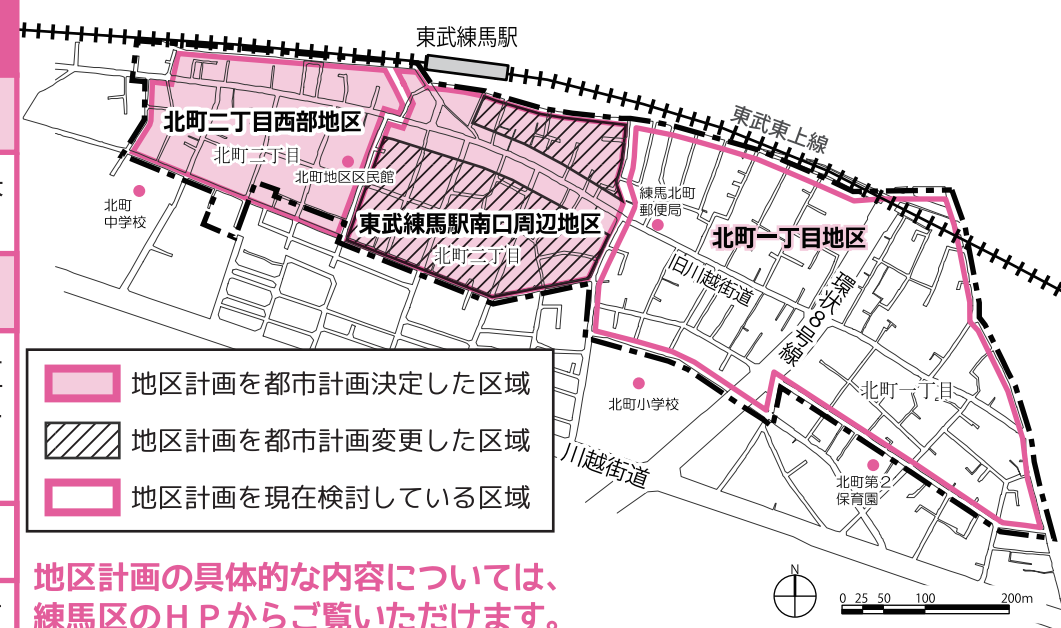 東武練馬駅
東武東上線
北町二丁目西部地区
北町二丁目
北町地区区民館
北町
中学校
練馬北町
郵便局
東武練馬駅南口周辺地区
北町二丁目
北町一丁目地区
旧川越街道
環状8号線
北町一丁目
北町小学校
川越街道
北町第2
保育園
地区計画を都市計画決定した区域
地区計画を都市計画変更した区域
地区計画を現在検討している区域
地区計画の具体的な内容については、
練馬区のHPからご覧いただけます。
N
0 25 50 100 200m